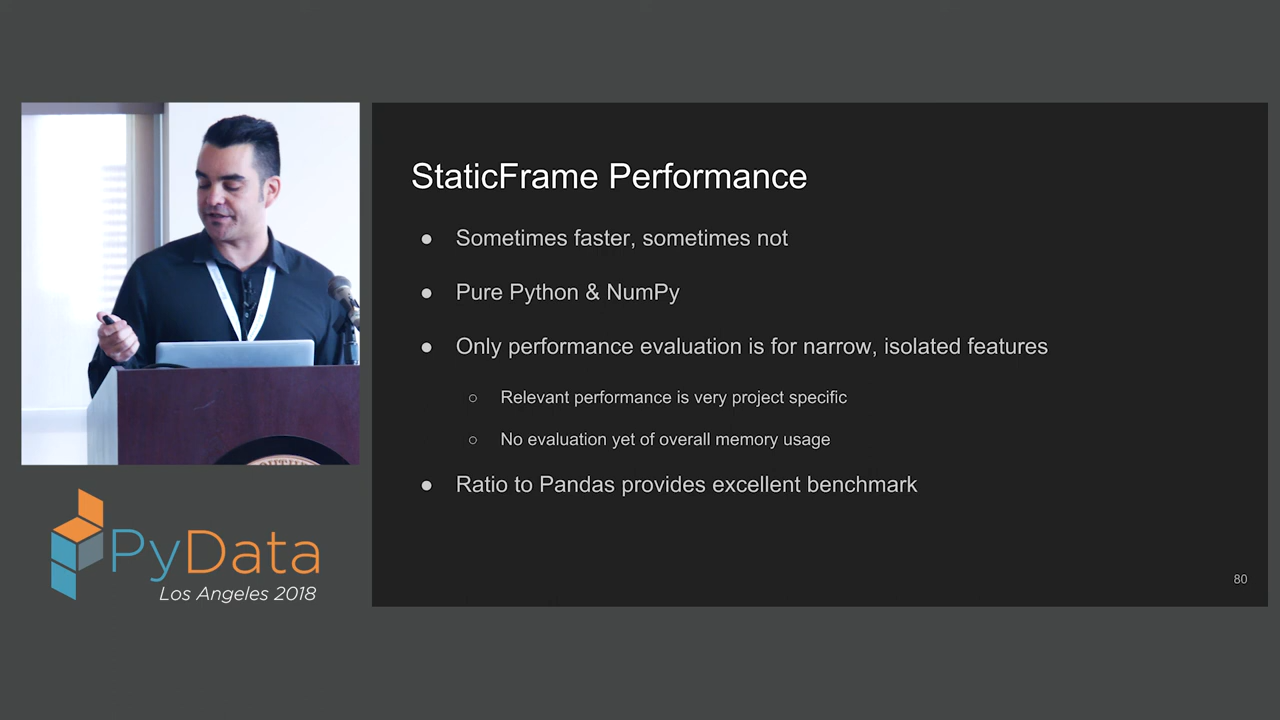 StaticFrame Performance
● Sometimes faster, sometimes not
● Pure Python & NumPy
● Only performance evaluation is for narrow, isolated features
○ Relevant performance is very project specific
○ No evaluation yet of overall memory usage
● Ratio to Pandas provides excellent benchmark
80
PyData
Los Angeles 2018